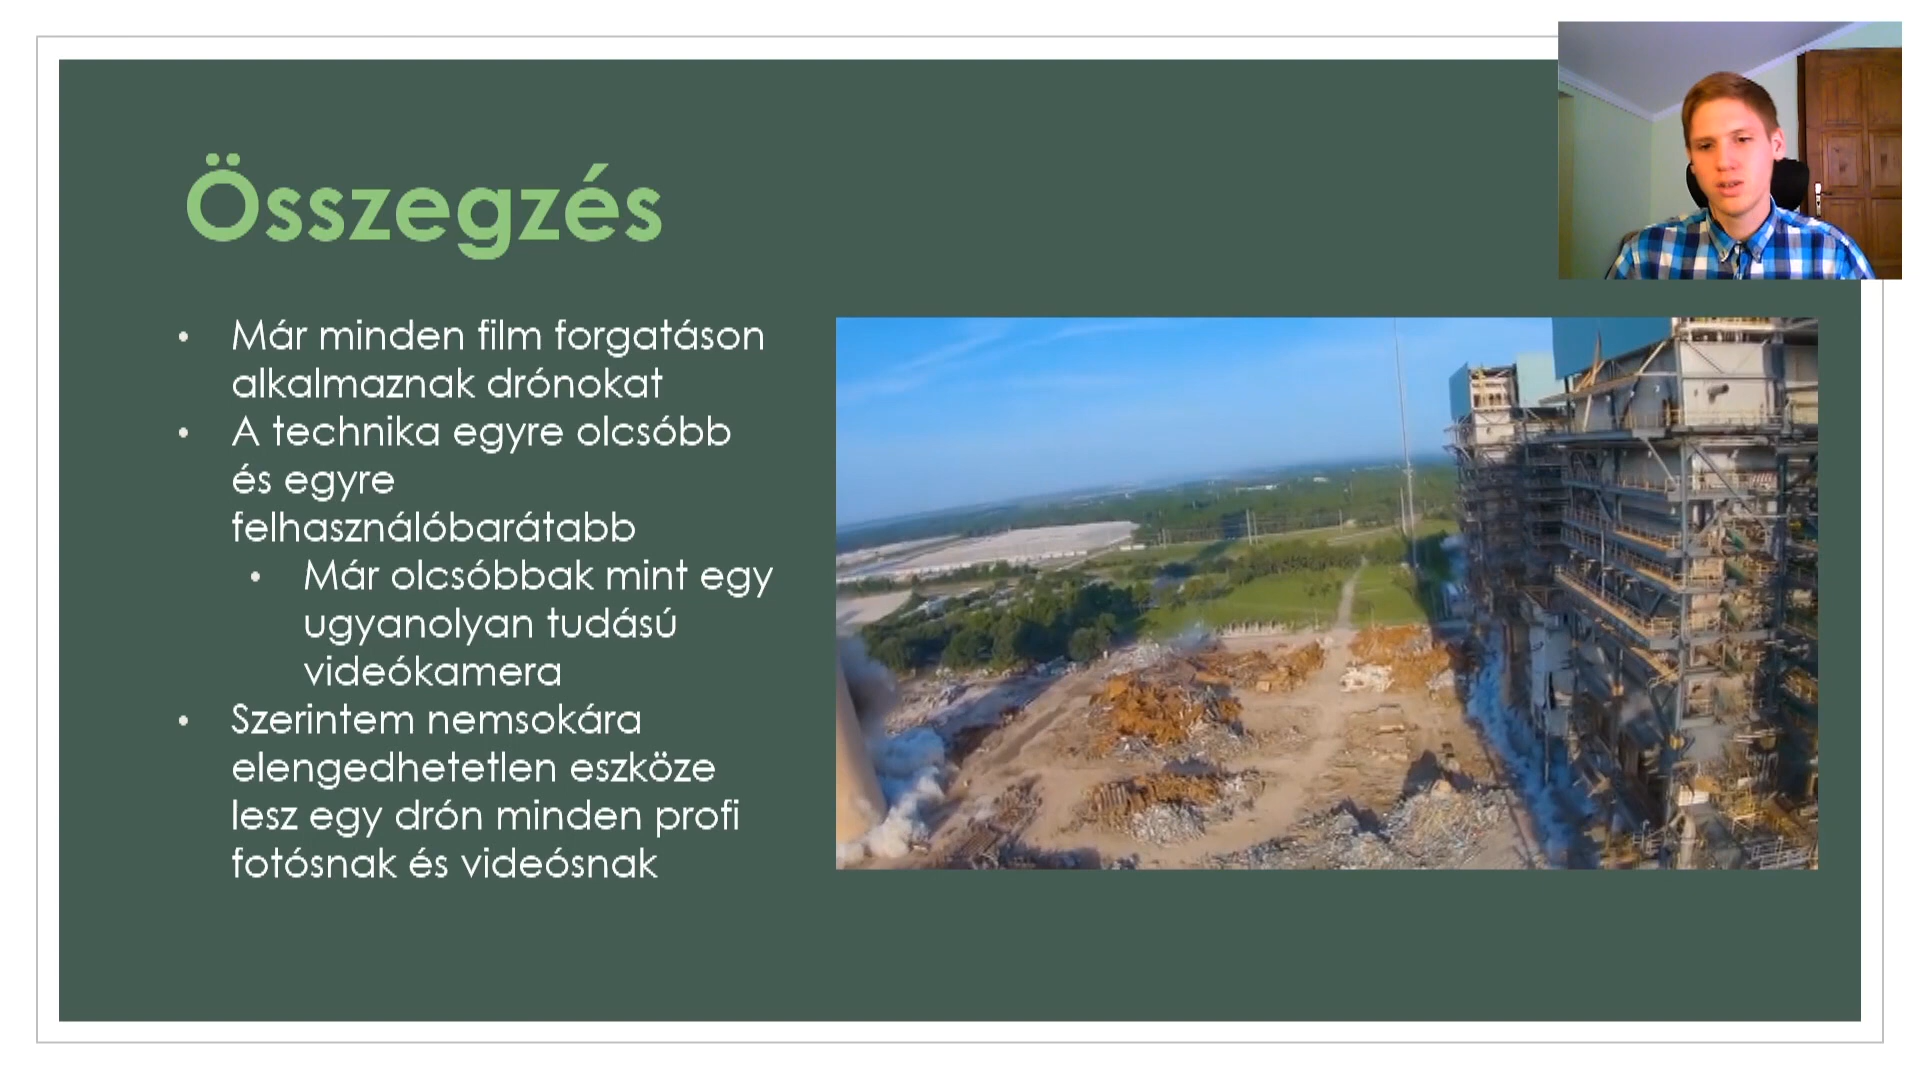 Összegzés
• Már minden film forgatáson
alkalmaznak drónokat
• A technika egyre olcsóbb
és egyre
felhasználóbarátabb
• Már olcsóbbak mint egy
ugyanolyan tudású
videókamera
• Szerintem nemsokára
elengedhetetlen eszköze
lesz egy drón minden profi
fotósnak és videósnak